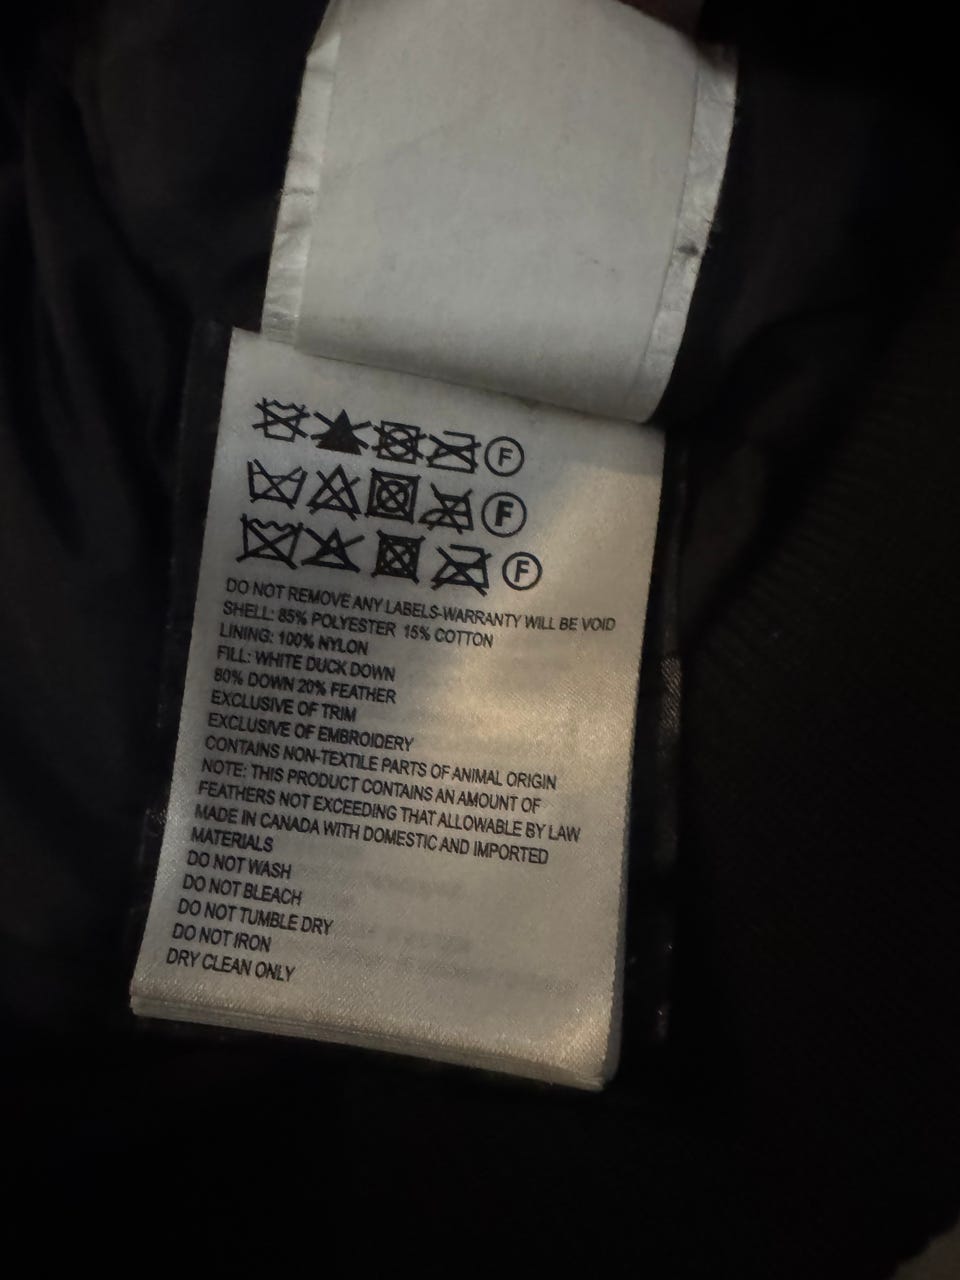 F
F
F
DO NOT REMOVE ANY LABELS-WARRANTY WILL BE VOID
SHELL: 85% POLYESTER 15% COTTON
LINING: 100% NYLON
FILL: WHITE DUCK DOWN
80% DOWN 20% FEATHER
EXCLUSIVE OF TRIM
EXCLUSIVE OF EMBROIDERY
CONTAINS NON-TEXTILE PARTS OF ANIMAL ORIGIN
NOTE: THIS PRODUCT CONTAINS AN AMOUNT OF
FEATHERS NOT EXCEEDING THAT ALLOWABLE BY LAW
MADE IN CANADA WITH DOMESTIC AND IMPORTED
MATERIALS
DO NOT WASH
DO NOT BLEACH
DO NOT TUMBLE DRY
DO NOT IRON
DRY CLEAN ONLY